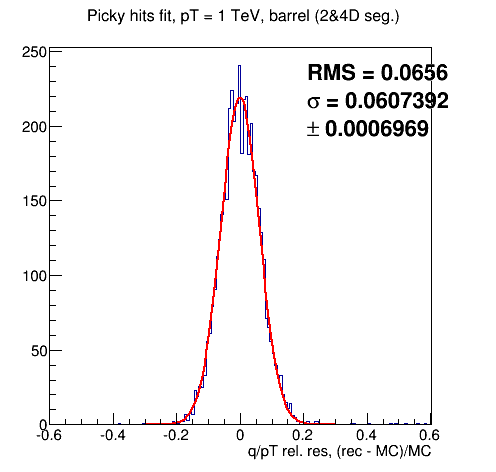 Picky hits fit, pT = 1 TeV, barrel (2&4D seg.)
250
RMS = 0.0656
σ = 0.0607392
± 0.0006969
200
150
100
50
0
-0.6 -0.4 -0.2 0 0.2 0.4 0.6
q/pT rel. res, (rec - MC)/MC